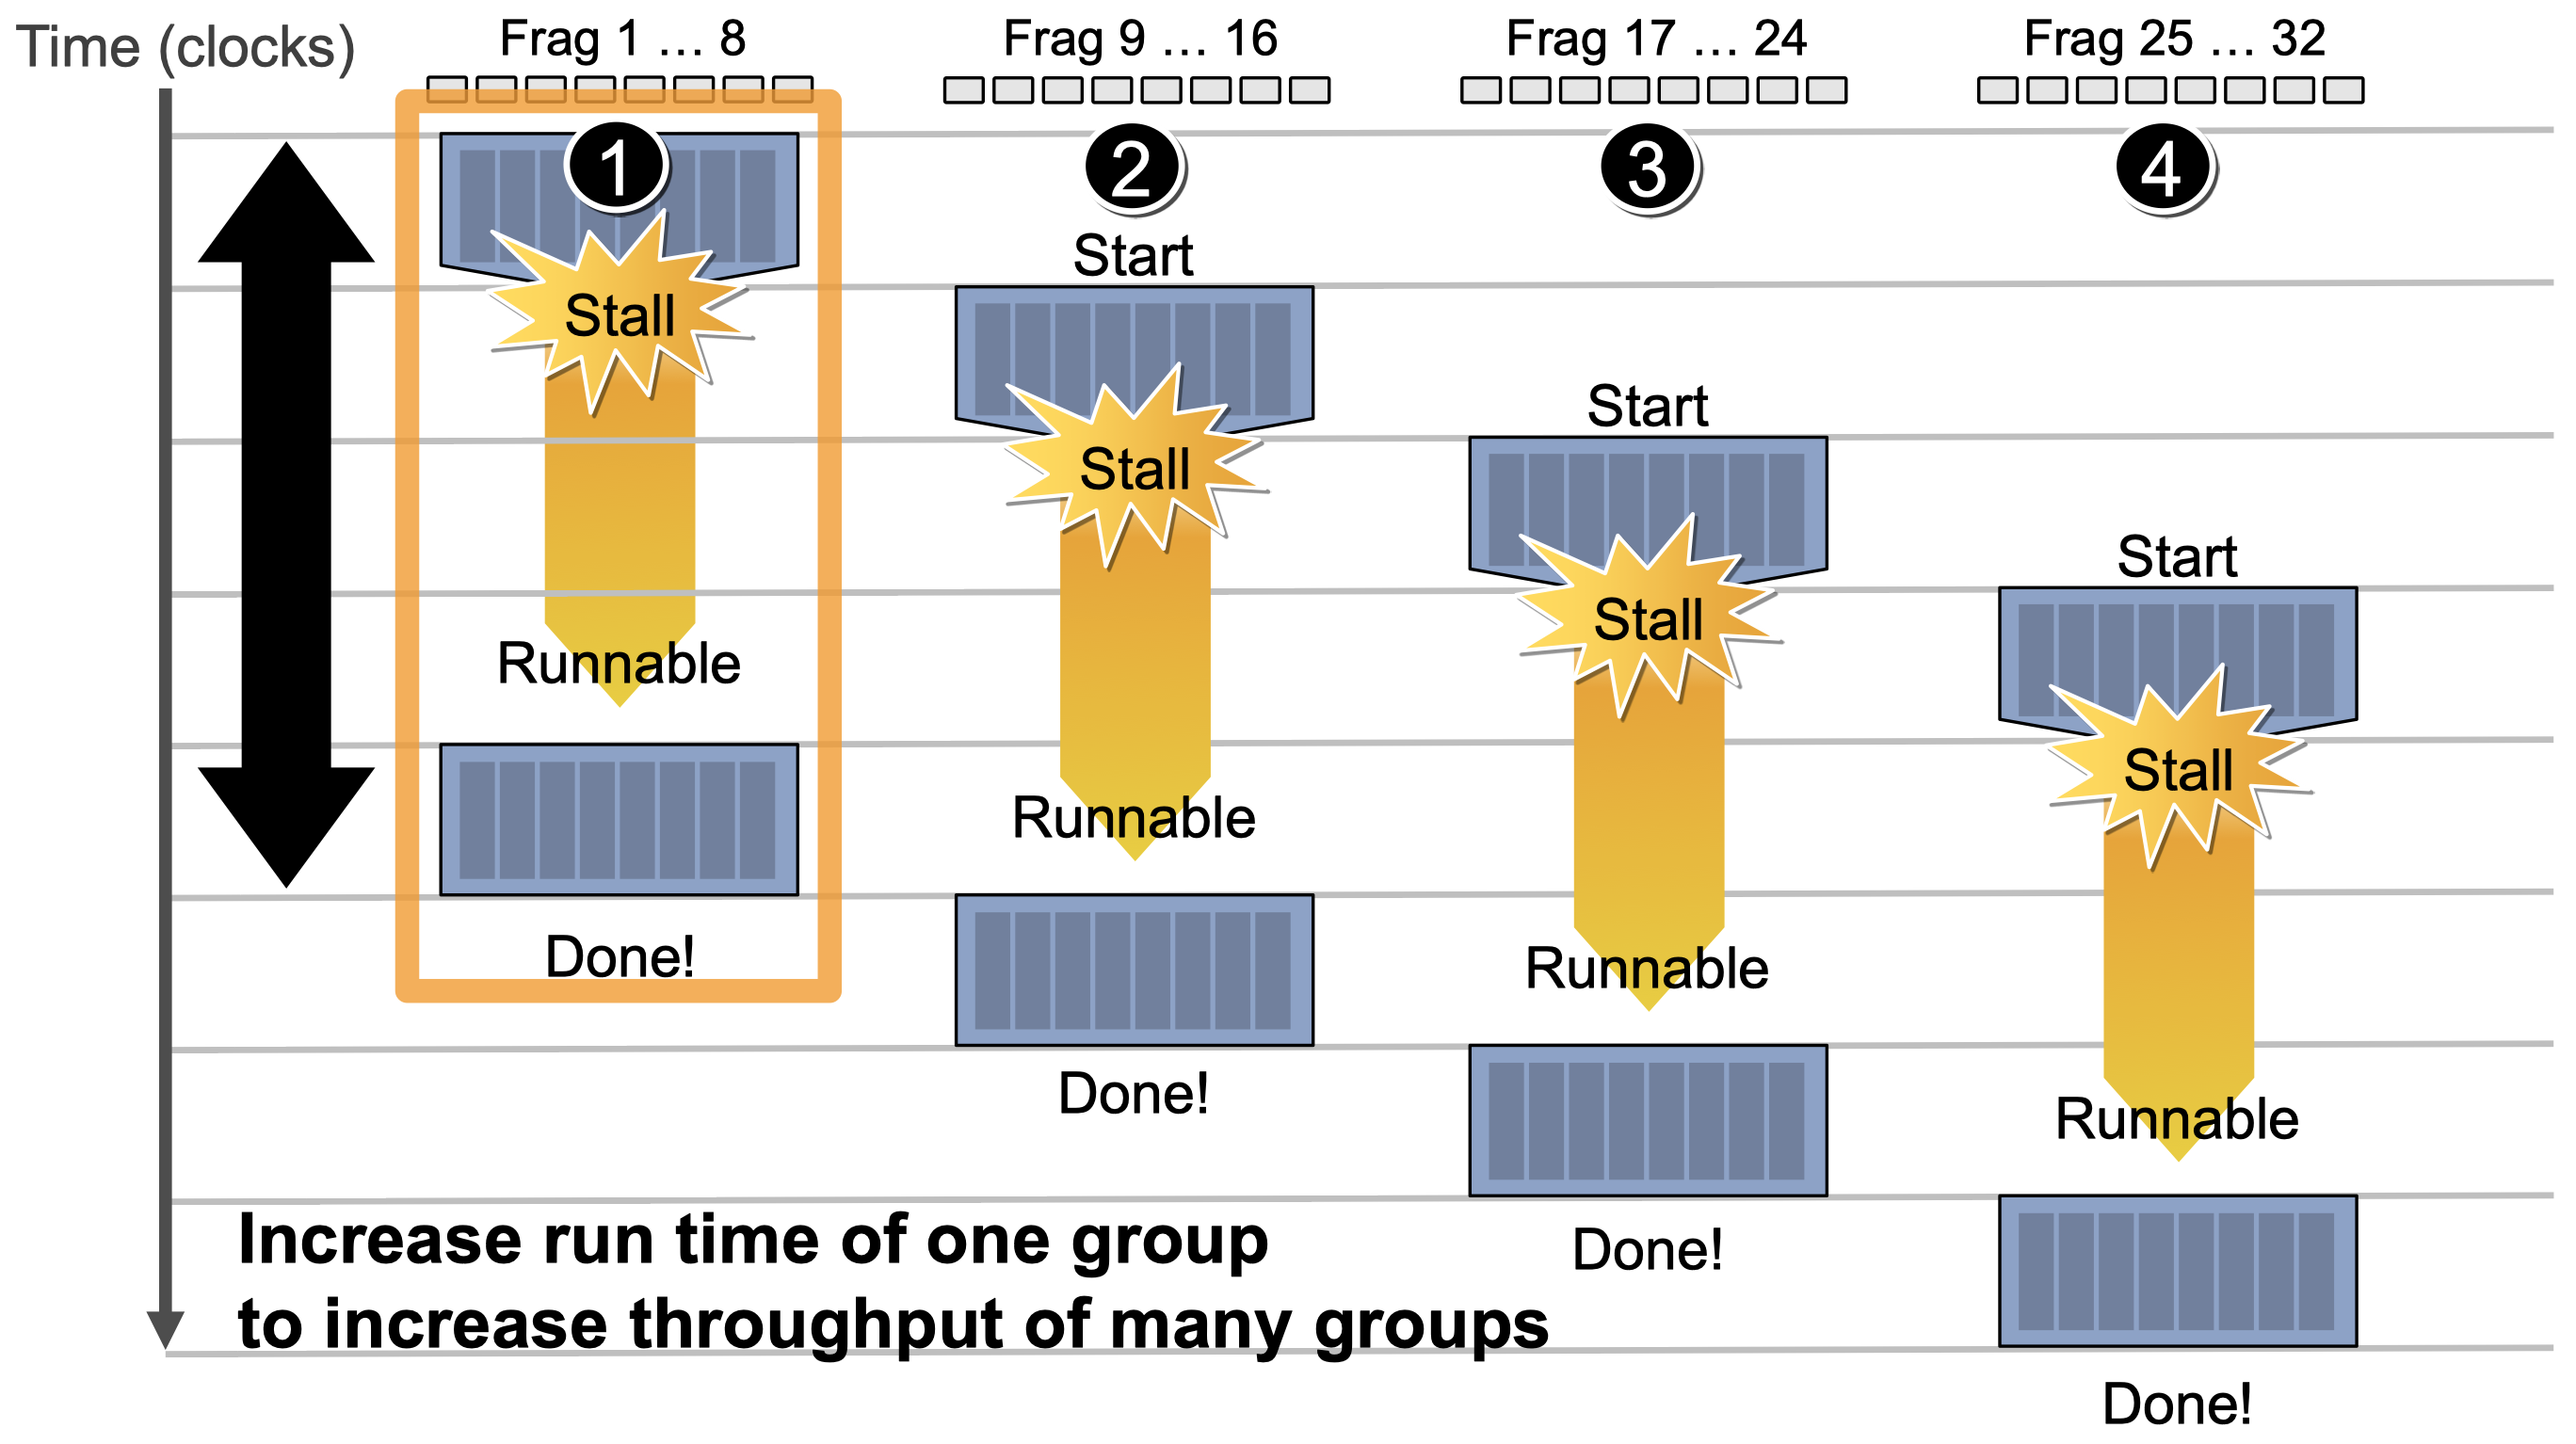 Time (clocks)
Frag 1 … 8
Frag 9 … 16
Frag 17 … 24
Frag 25 … 32
1
2
3
4
Start
Stall
Start
Stall
Start
Stall
Runnable
Stall
Runnable
Done!
Runnable
Done!
Runnable
Done!
Increase run time of one group
to increase throughput of many groups
Done!